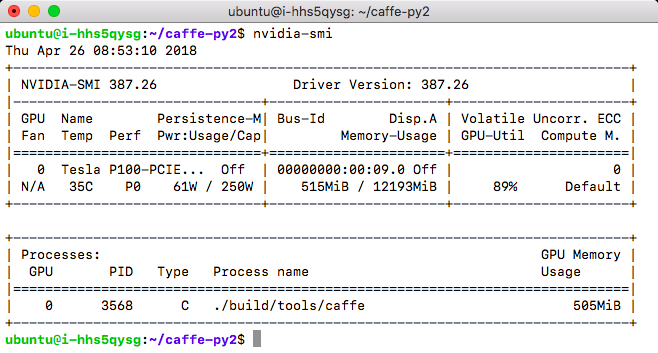 ubuntu@i-hhs5qysg: ~/caffe-py2
ubuntu@i-hhs5qysg:~/caffe-py2$ nvidia-smi
Thu Apr 26 08:53:10 2018
NVIDIA-SMI 387.26 Driver Version: 387.26
GPU Name Persistence-M| Bus-Id Disp.A | Volatile Uncorr. ECC
Fan Temp Perf Pwr:Usage/Cap| Memory-Usage | GPU-Util Compute M.
0 Tesla P100-PCIE... Off | 00000000:00:09.0 Off | 0
N/A 35C P0 61W / 250W | 515MiB / 12193MiB | 89% Default
Processes: GPU Memory
GPU PID Type Process name Usage
0 3568 C ./build/tools/caffe 505MiB
ubuntu@i-hhs5qysg:~/caffe-py2$